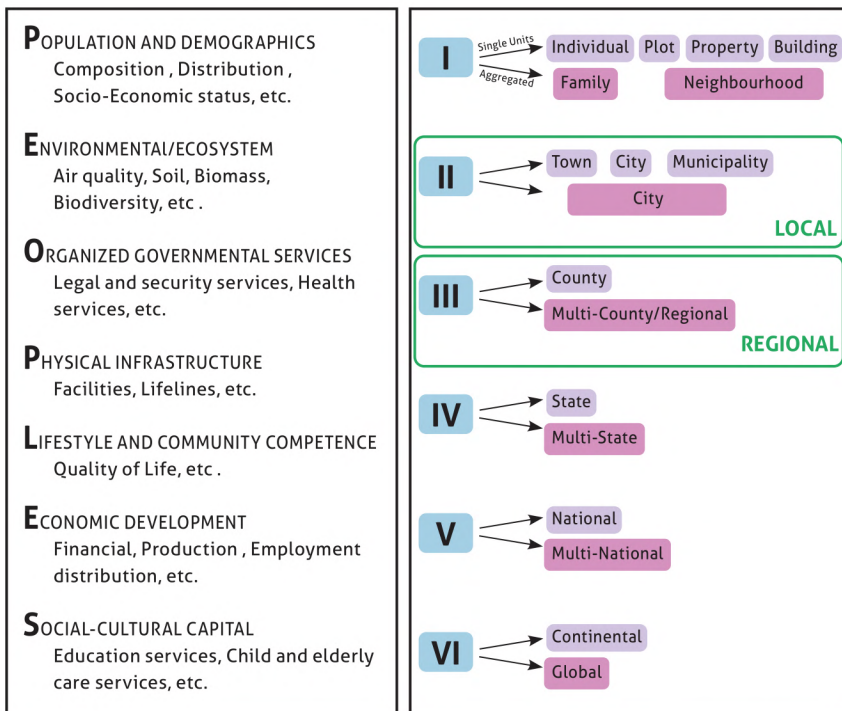 POPULATION AND DEMOGRAPHICS
Composition , Distribution ,
Socio-Economic status, etc.
ENVIRONMENTAL/ECOSYSTEM
Air quality, Soil, Biomass,
Biodiversity, etc .
ORGANIZED GOVERNMENTAL SERVICES
Legal and security services, Health
services, etc.
PHYSICAL INFRASTRUCTURE
Facilities, Lifelines, etc.
LIFESTYLE AND COMMUNITY COMPETENCE
Quality of Life, etc .
ECONOMIC DEVELOPMENT
Financial, Production , Employment
distribution, etc.
SOCIAL-CULTURAL CAPITAL
Education services, Child and elderly
care services, etc.
I
Single Units
Individual Plot Property Building
Aggregated
Family Neighbourhood
II
Town City Municipality
City
LOCAL
III
County
Multi-County/Regional
REGIONAL
IV
State
Multi-State
V
National
Multi-National
VI
Continental
Global